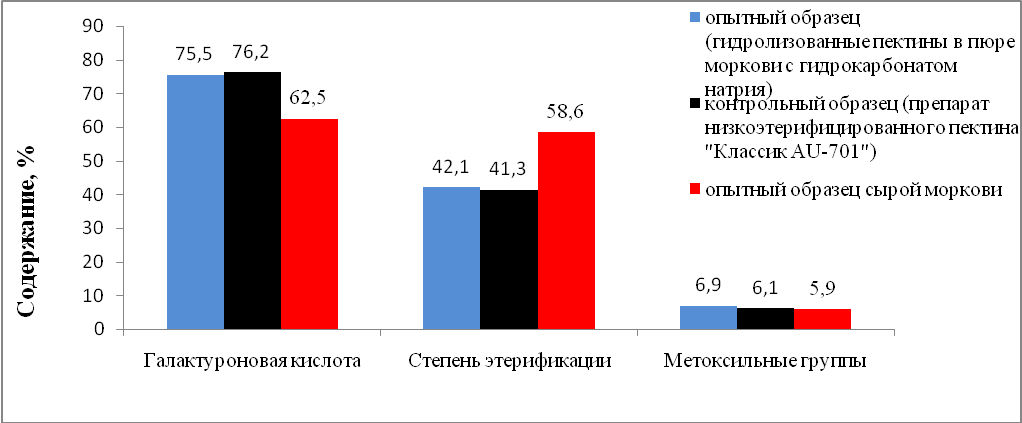 Содержание, %
90
80
70
60
50
40
30
20
10
0
75,5
76,2
62,5
42,1
41,3
58,6
6,9
6,1
5,9
Галактуроновая кислота
Степень этерификации
Метоксильные группы
опытный образец
(гидролизованные пектины в пюре
моркови с гидрокарбонатом
натрия)
контрольный образец (препарат
низкоэтерифицированного пектина
"Классик AU-701")
опытный образец сырой моркови